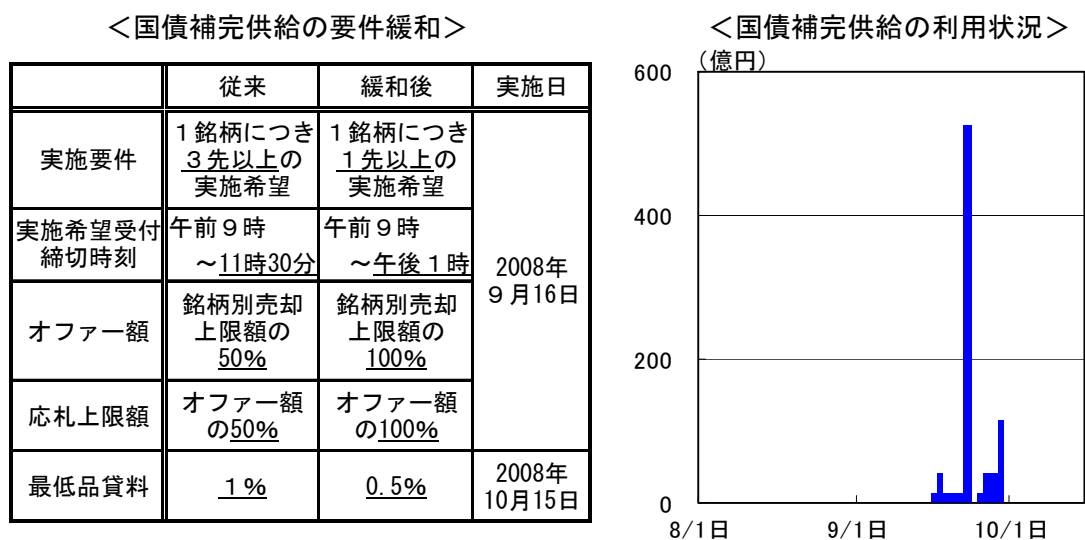 ＜国債補完供給の要件緩和＞
従来 緩和後 実施日
実施要件
１銘柄につき
３先以上の
実施希望
１銘柄につき
１先以上の
実施希望
実施希望受付
締切時刻
午前９時
～11時30分
午前９時
～午後１時
オファー額
銘柄別売却
上限額の
50%
銘柄別売却
上限額の
100%
応札上限額
オファー額
の50%
オファー額
の100%
2008年
９月16日
最低品貸料
１%
0.5%
2008年
10月15日
＜国債補完供給の利用状況＞
（億円）
600
400
200
0
8/1日 9/1日 10/1日